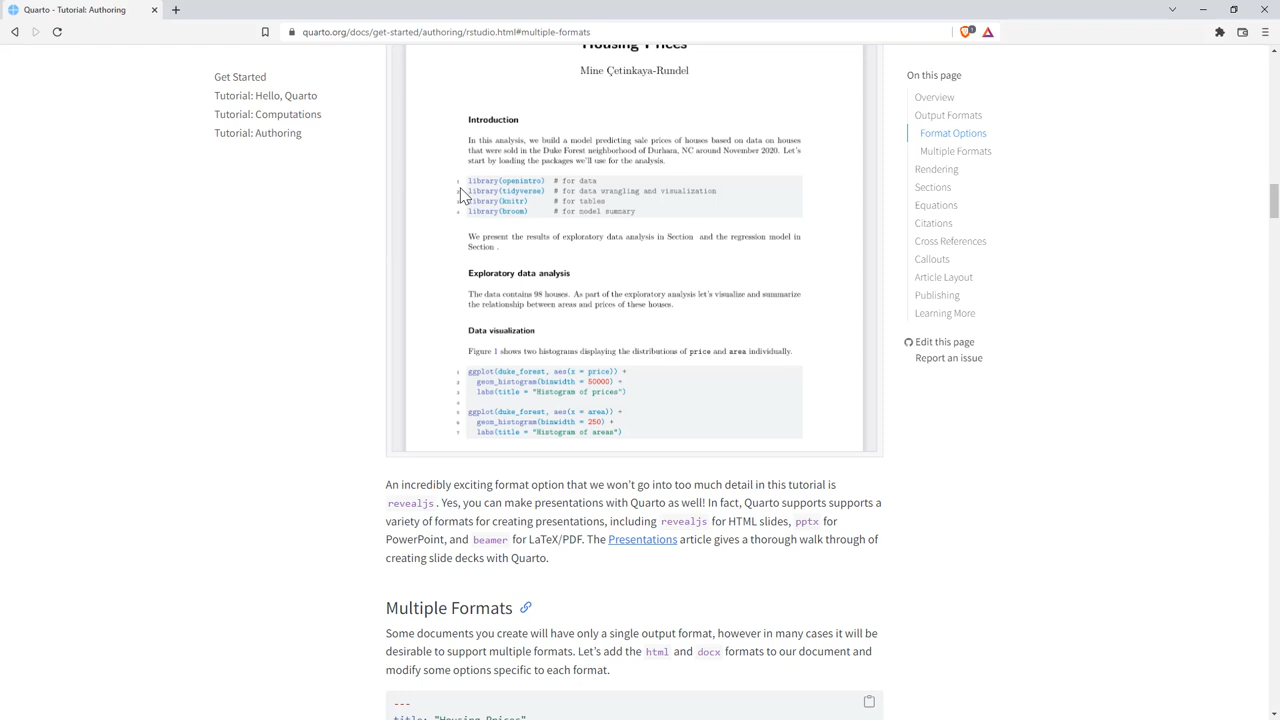 Quarto - Tutorial: Authoring
quarto.org/docs/get-started/authoring/rstudio.html#multiple-formats
1
Get Started
Tutorial: Hello, Quarto
Tutorial: Computations
Tutorial: Authoring
Housing Prices
Mine Çetinkaya-Rundel
Introduction
In this analysis, we build a model predicting sale prices of houses based on data on houses
that were sold in the Duke Forest neighborhood of Durham, NC around November 2020. Let's
start by loading the packages we'll use for the analysis.
1 library(openintro) # for data
2 library(tidyverse) # for data wrangling and visualization
3 library(knitr) # for tables
4 library(broom) # for model summary
We present the results of exploratory data analysis in Section and the regression model in
Section .
Exploratory data analysis
The data contains 98 houses. As part of the exploratory analysis let's visualize and summarize
the relationship between areas and prices of these houses.
Data visualization
Figure 1 shows two histograms displaying the distributions of price and area individually.
1 ggplot(duke_forest, aes(x = price)) +
2 geom_histogram(binwidth = 50000) +
3 labs(title = "Histogram of prices")
4
5 ggplot(duke_forest, aes(x = area)) +
6 geom_histogram(binwidth = 250) +
7 labs(title = "Histogram of areas")
An incredibly exciting format option that we won't go into too much detail in this tutorial is
revealjs. Yes, you can make presentations with Quarto as well! In fact, Quarto supports supports a
variety of formats for creating presentations, including revealjs for HTML slides, pptx for
PowerPoint, and beamer for LaTeX/PDF. The Presentations article gives a thorough walk through of
creating slide decks with Quarto.
Multiple Formats
Some documents you create will have only a single output format, however in many cases it will be
desirable to support multiple formats. Let's add the html and docx formats to our document and
modify some options specific to each format.
---
title: "Housing Prices"
On this page
Overview
Output Formats
Format Options
Multiple Formats
Rendering
Sections
Equations
Citations
Cross References
Callouts
Article Layout
Publishing
Learning More
Edit this page
Report an issue